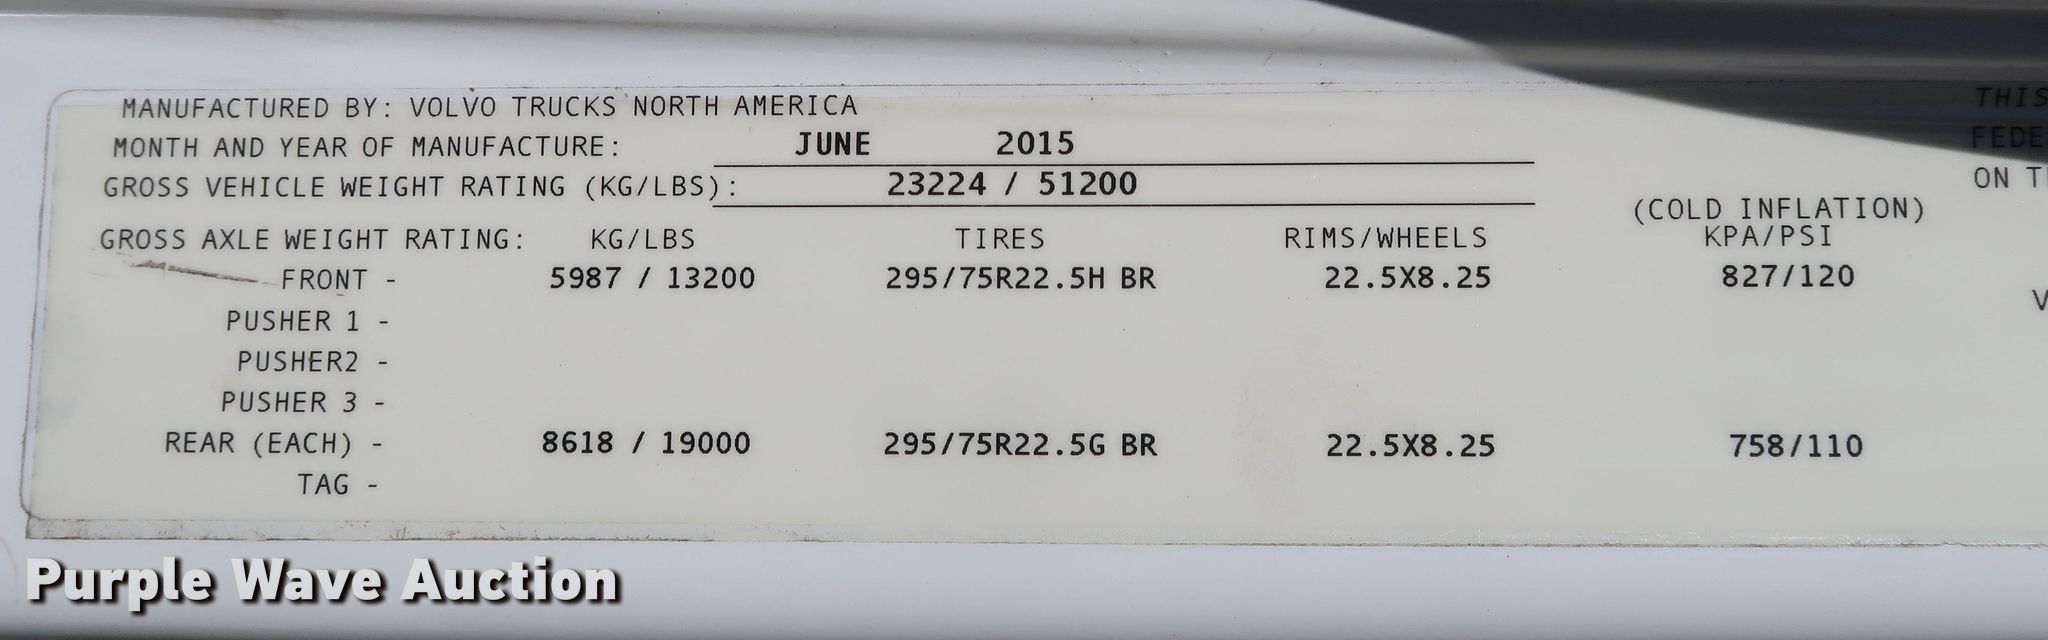 MANUFACTURED BY: VOLVO TRUCKS NORTH AMERICA
MONTH AND YEAR OF MANUFACTURE: JUNE 2015
GROSS VEHICLE WEIGHT RATING (KG/LBS): 23224 / 51200
THIS
FEDE
ON T
(COLD INFLATION)
GROSS AXLE WEIGHT RATING: KG/LBS TIRES RIMS/WHEELS KPA/PSI
FRONT - 5987 / 13200 295/75R22.5H BR 22.5X8.25 827/120
V
PUSHER 1 -
PUSHER2 -
PUSHER 3 -
REAR (EACH) - 8618 / 19000 295/75R22.5G BR 22.5X8.25 758/110
TAG -
Purple Wave Auction